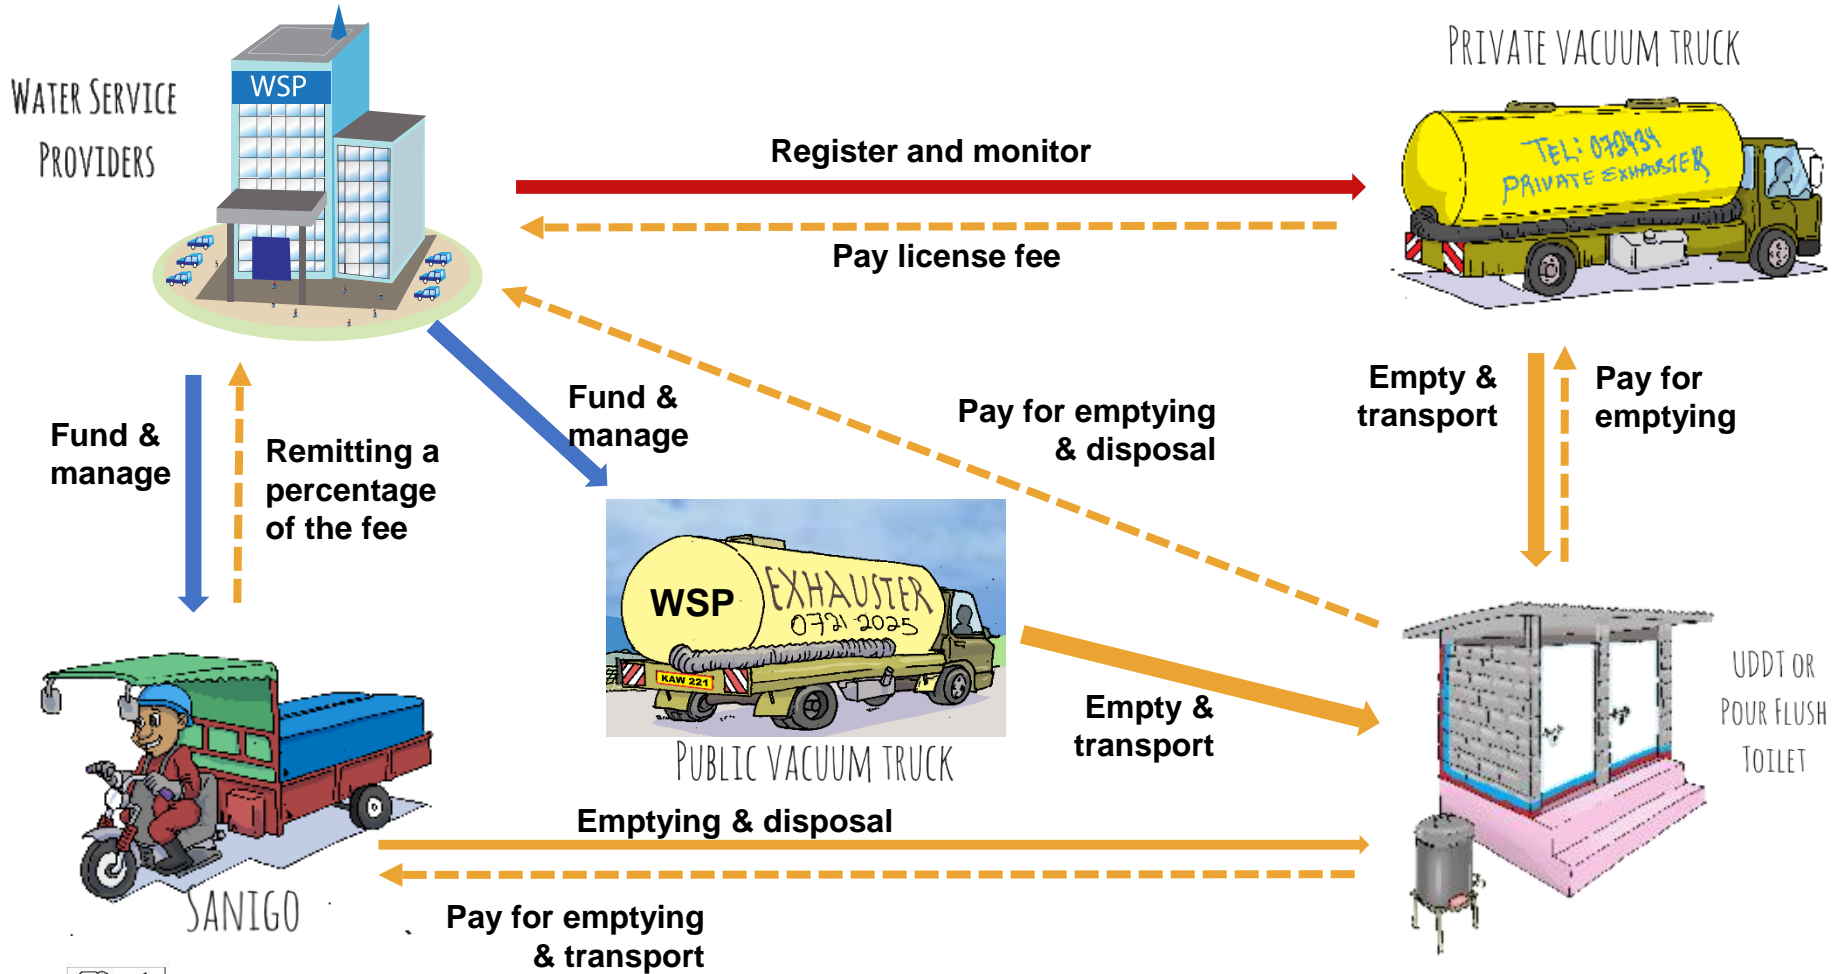 WATER SERVICE
PROVIDERS
WSP
PRIVATE VACUUM TRUCK
TEL: 072434
PRIVATE EXHAUSTER
Register and monitor
Pay license fee
Fund &
manage
Remitting a
percentage
of the fee
Fund &
manage
Pay for emptying
& disposal
Empty &
transport
Pay for
emptying
WSP
EXHAUSTER
0721 2025
KAW 221
PUBLIC VACUUM TRUCK
Empty &
transport
UDDT OR
POUR FLUSH
TOILET
Emptying & disposal
SANIGO
Pay for emptying
& transport